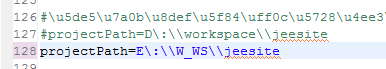 126 #\u5de5\u7a0b\u8def\u5f84\uff0c\u5728\u4ee3
127 #projectPath=D\:\\workspace\\jeesite
128 projectPath=E\:\\W_WS\\jeesite